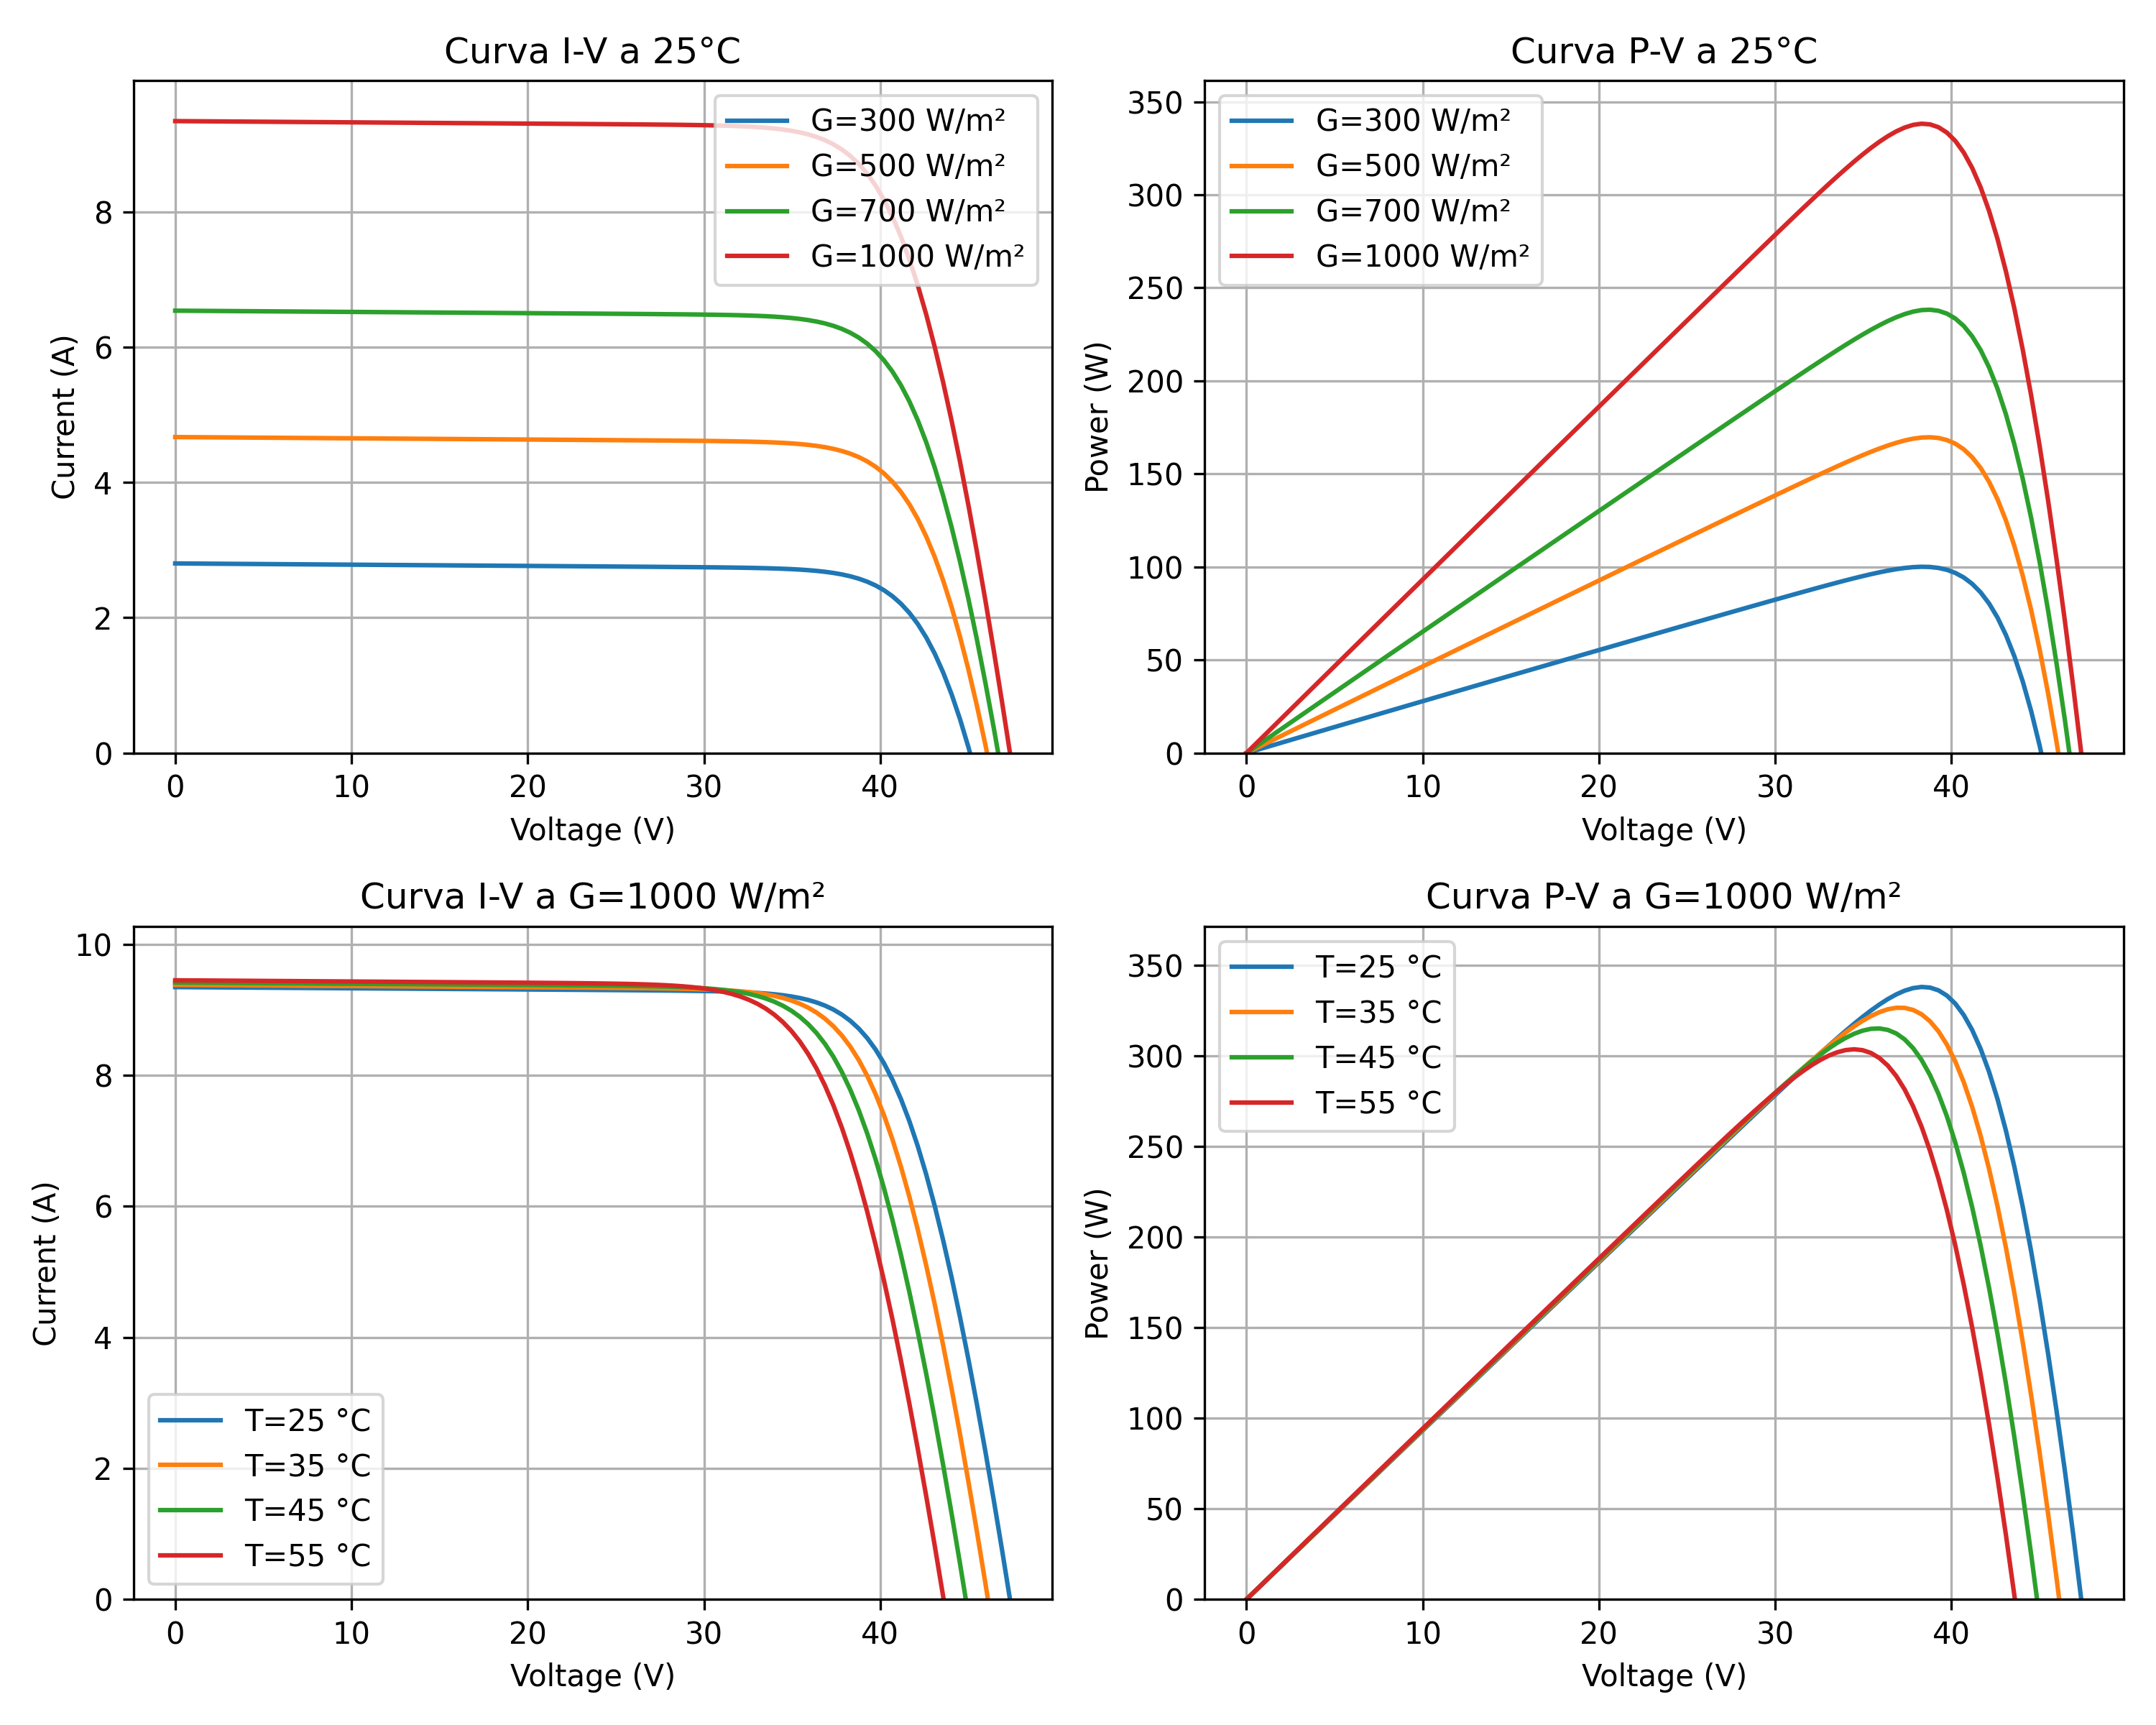 Curva I-V a 25°C
Current (A)
8
6
4
2
0
0 10 20 30 40
Voltage (V)
G=300 W/m²
G=500 W/m²
G=700 W/m²
G=1000 W/m²
Curva P-V a 25°C
Power (W)
350
300
250
200
150
100
50
0
0 10 20 30 40
Voltage (V)
G=300 W/m²
G=500 W/m²
G=700 W/m²
G=1000 W/m²
Curva I-V a G=1000 W/m²
Current (A)
10
8
6
4
2
0
0 10 20 30 40
Voltage (V)
T=25 °C
T=35 °C
T=45 °C
T=55 °C
Curva P-V a G=1000 W/m²
Power (W)
350
300
250
200
150
100
50
0
0 10 20 30 40
Voltage (V)
T=25 °C
T=35 °C
T=45 °C
T=55 °C